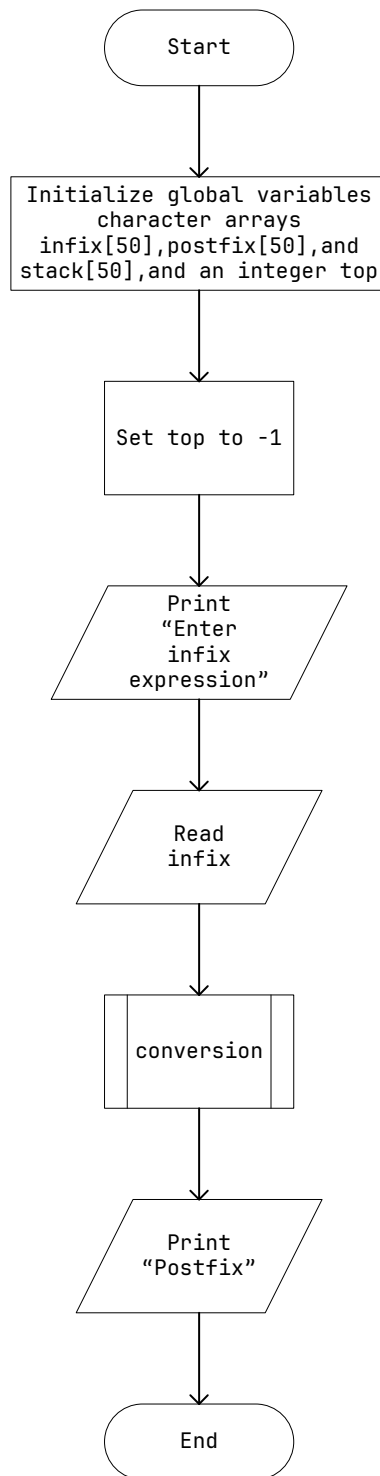 Start
Initialize global variables
character arrays
infix[50],postfix[50],and
stack[50],and an integer top
Set top to -1
Print
“Enter
infix
expression”
Read
infix
conversion
Print
“Postfix”
End